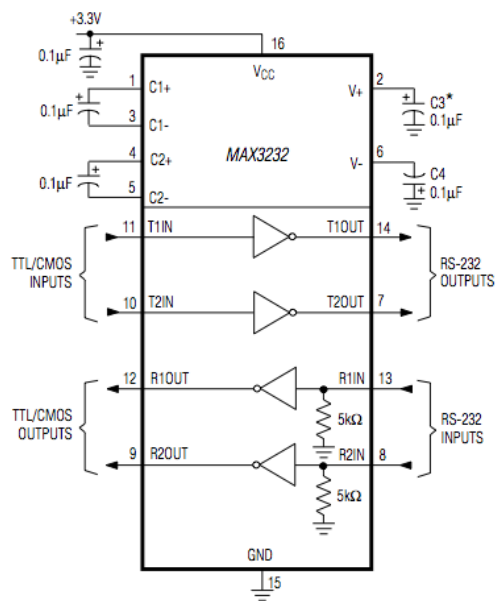 +3.3V
0.1µF
+
16
VCC
1
C1+
+
0.1µF
3
C1-
4
C2+
+
0.1µF
5
C2-
MAX3232
2
V+
+
C3*
0.1µF
6
V-
C4
+
0.1µF
11
T1IN
T1OUT
14
TTL/CMOS
INPUTS
RS-232
OUTPUTS
10
T2IN
T2OUT
7
12
R1OUT
R1IN
13
TTL/CMOS
OUTPUTS
5kΩ
RS-232
INPUTS
9
R2OUT
R2IN
8
5kΩ
GND
15